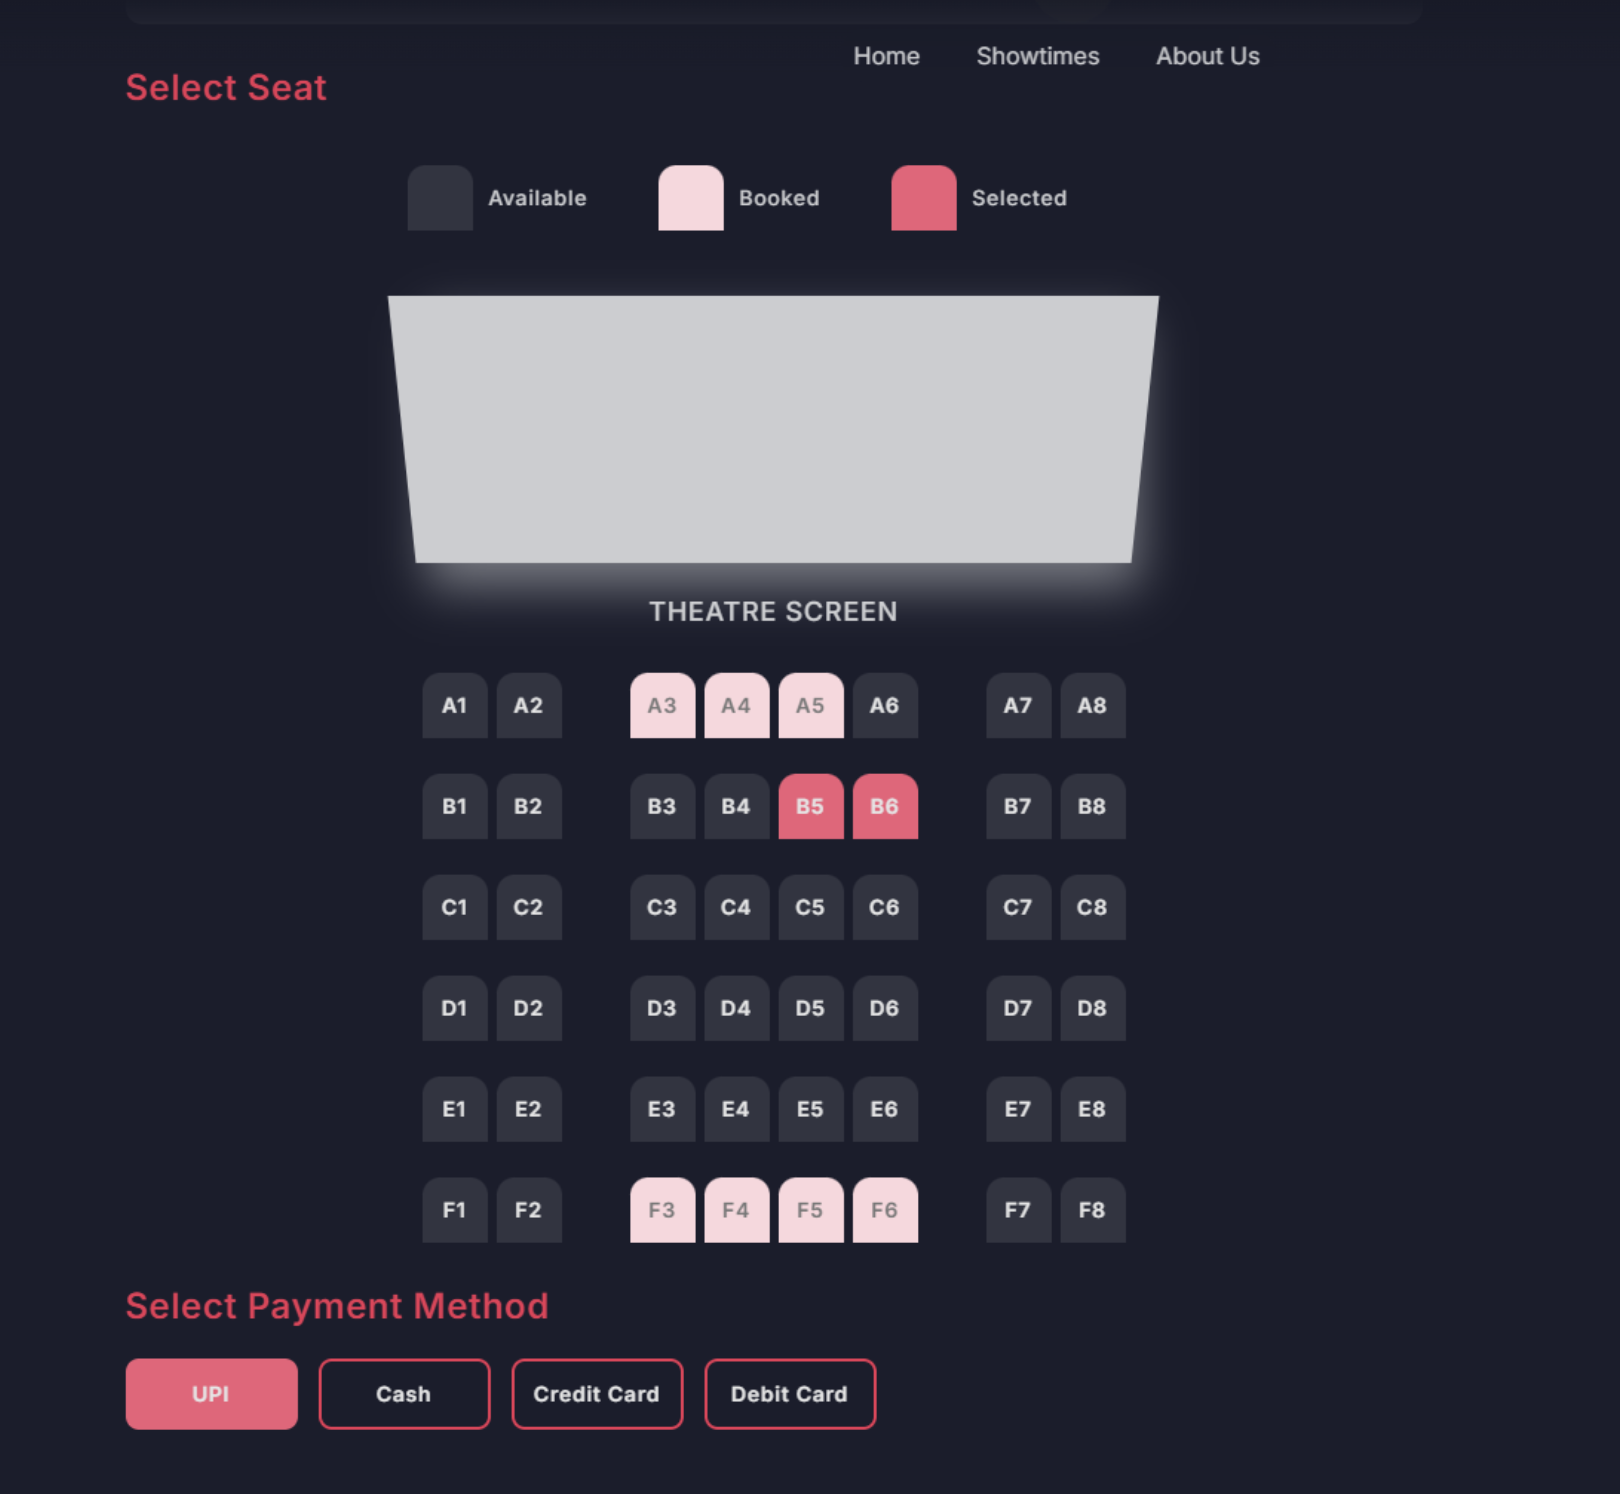 Home Showtimes About Us
Select Seat
Available Booked Selected
THEATRE SCREEN
A1 A2 A3 A4 A5 A6 A7 A8
B1 B2 B3 B4 B5 B6 B7 B8
C1 C2 C3 C4 C5 C6 C7 C8
D1 D2 D3 D4 D5 D6 D7 D8
E1 E2 E3 E4 E5 E6 E7 E8
F1 F2 F3 F4 F5 F6 F7 F8
Select Payment Method
UPI Cash Credit Card Debit Card